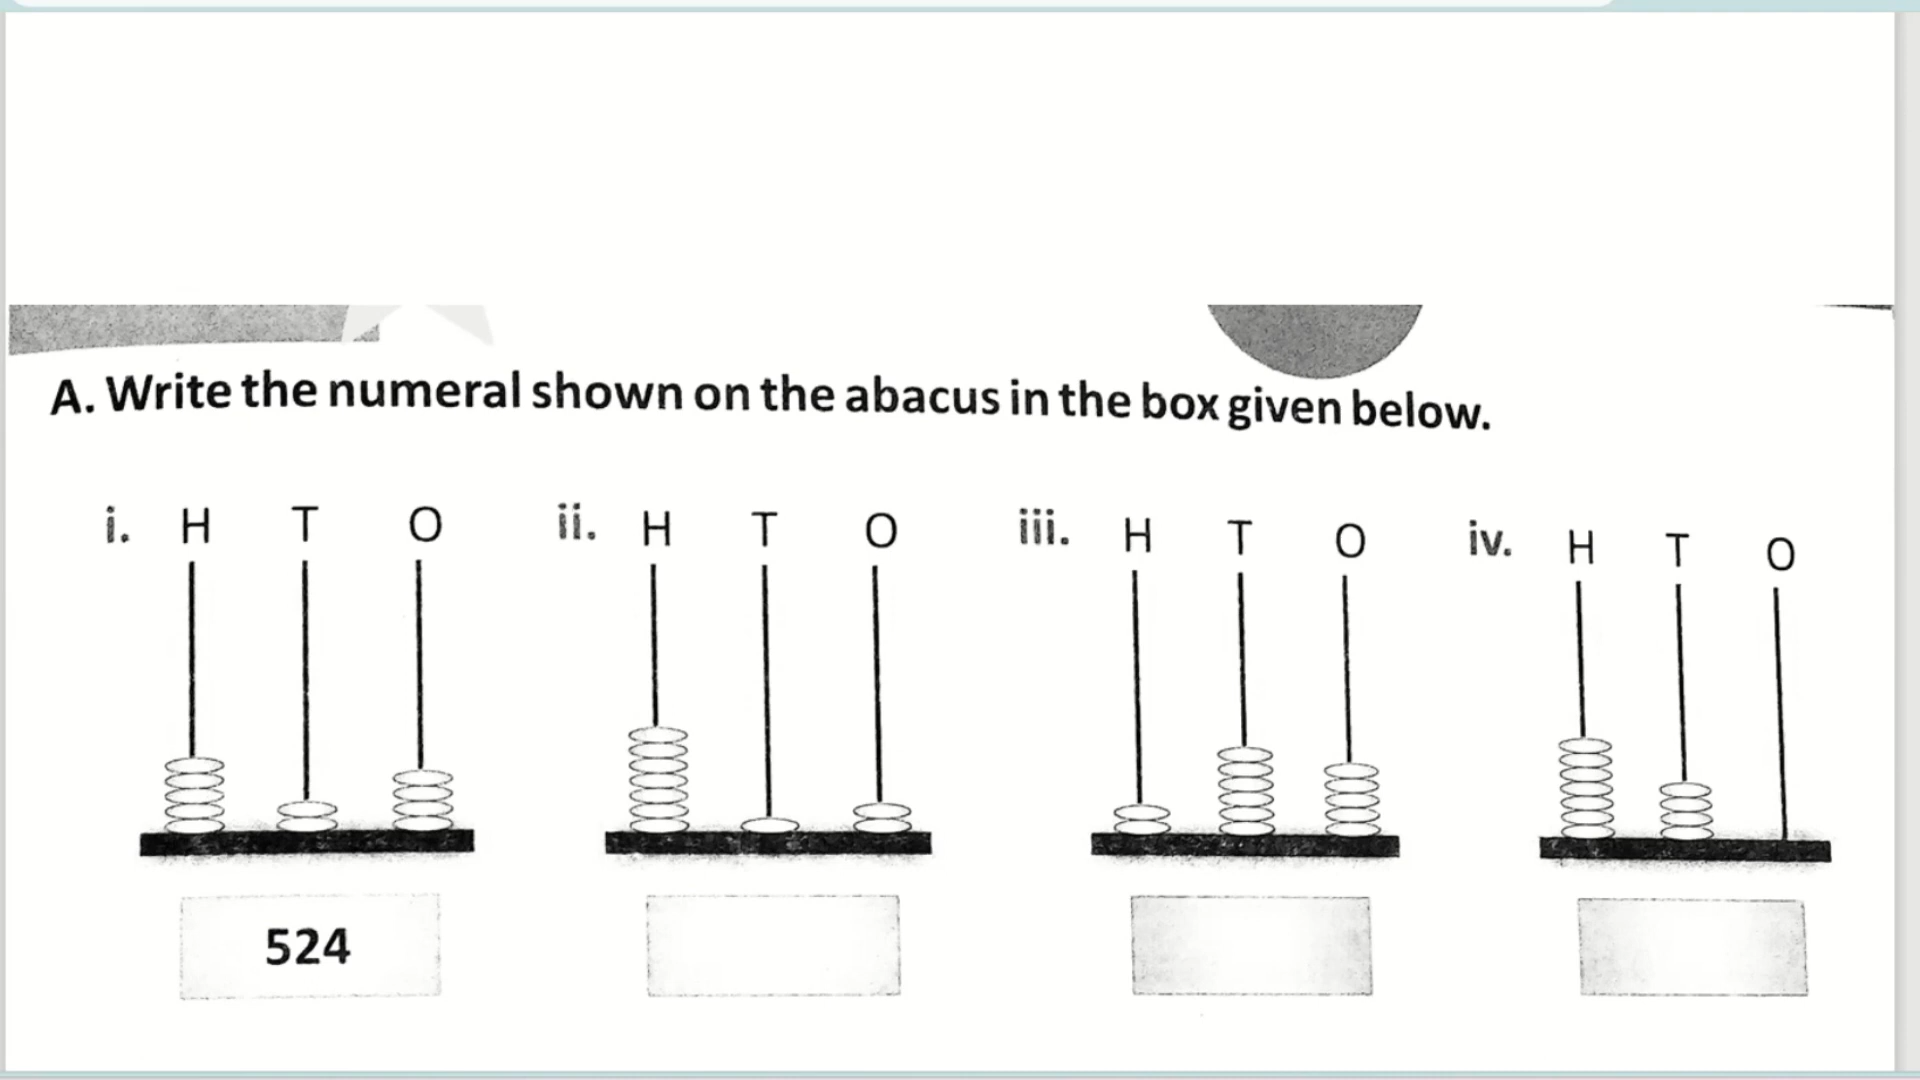 A. Write the numeral shown on the abacus in the box given below.
i. H T O ii. H T O iii. H T O iv. H T O
524